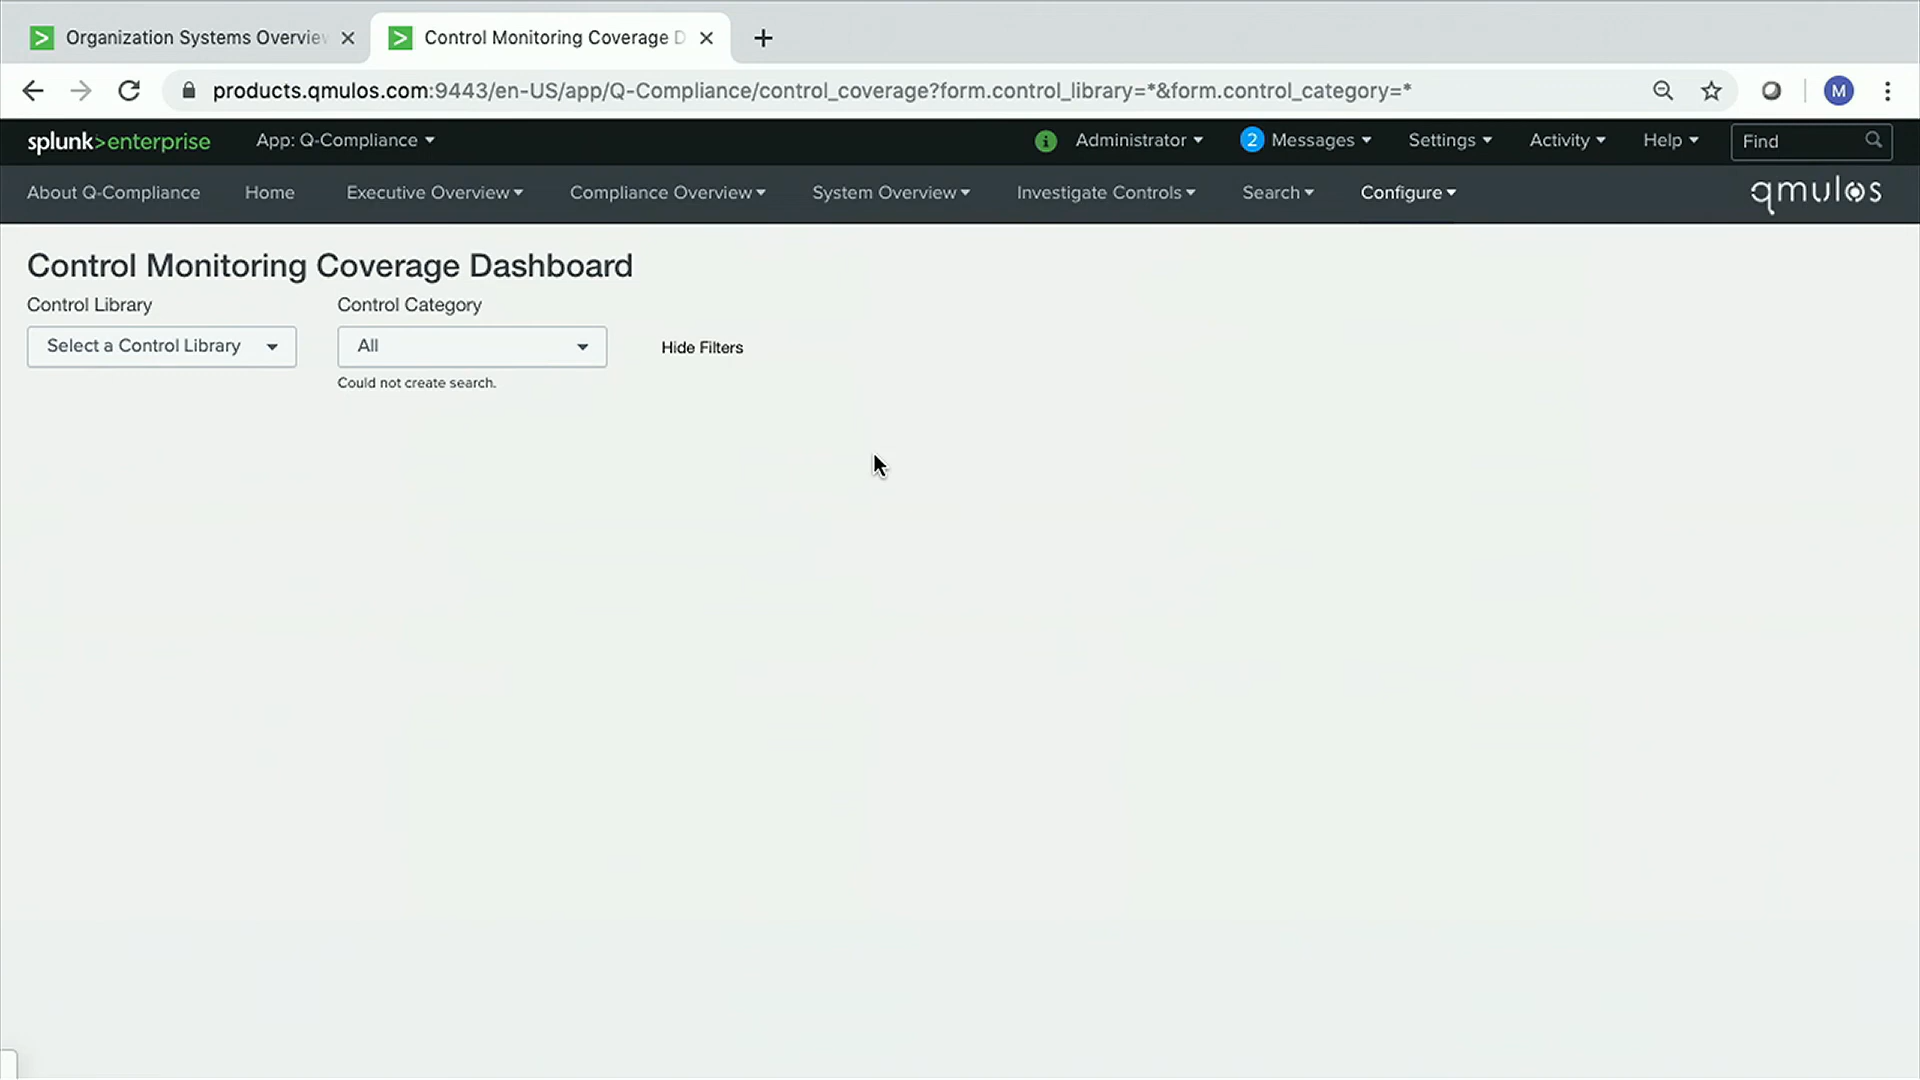 Organization Systems Overview
Control Monitoring Coverage D
products.qmulos.com:9443/en-US/app/Q-Compliance/control_coverage?form.control_library=*&form.control_category=*
M
splunk>enterprise
App: Q-Compliance
i
Administrator
2 Messages
Settings
Activity
Help
Find
About Q-Compliance
Home
Executive Overview
Compliance Overview
System Overview
Investigate Controls
Search
Configure
qmulos
Control Monitoring Coverage Dashboard
Control Library
Control Category
Select a Control Library
All
Hide Filters
Could not create search.